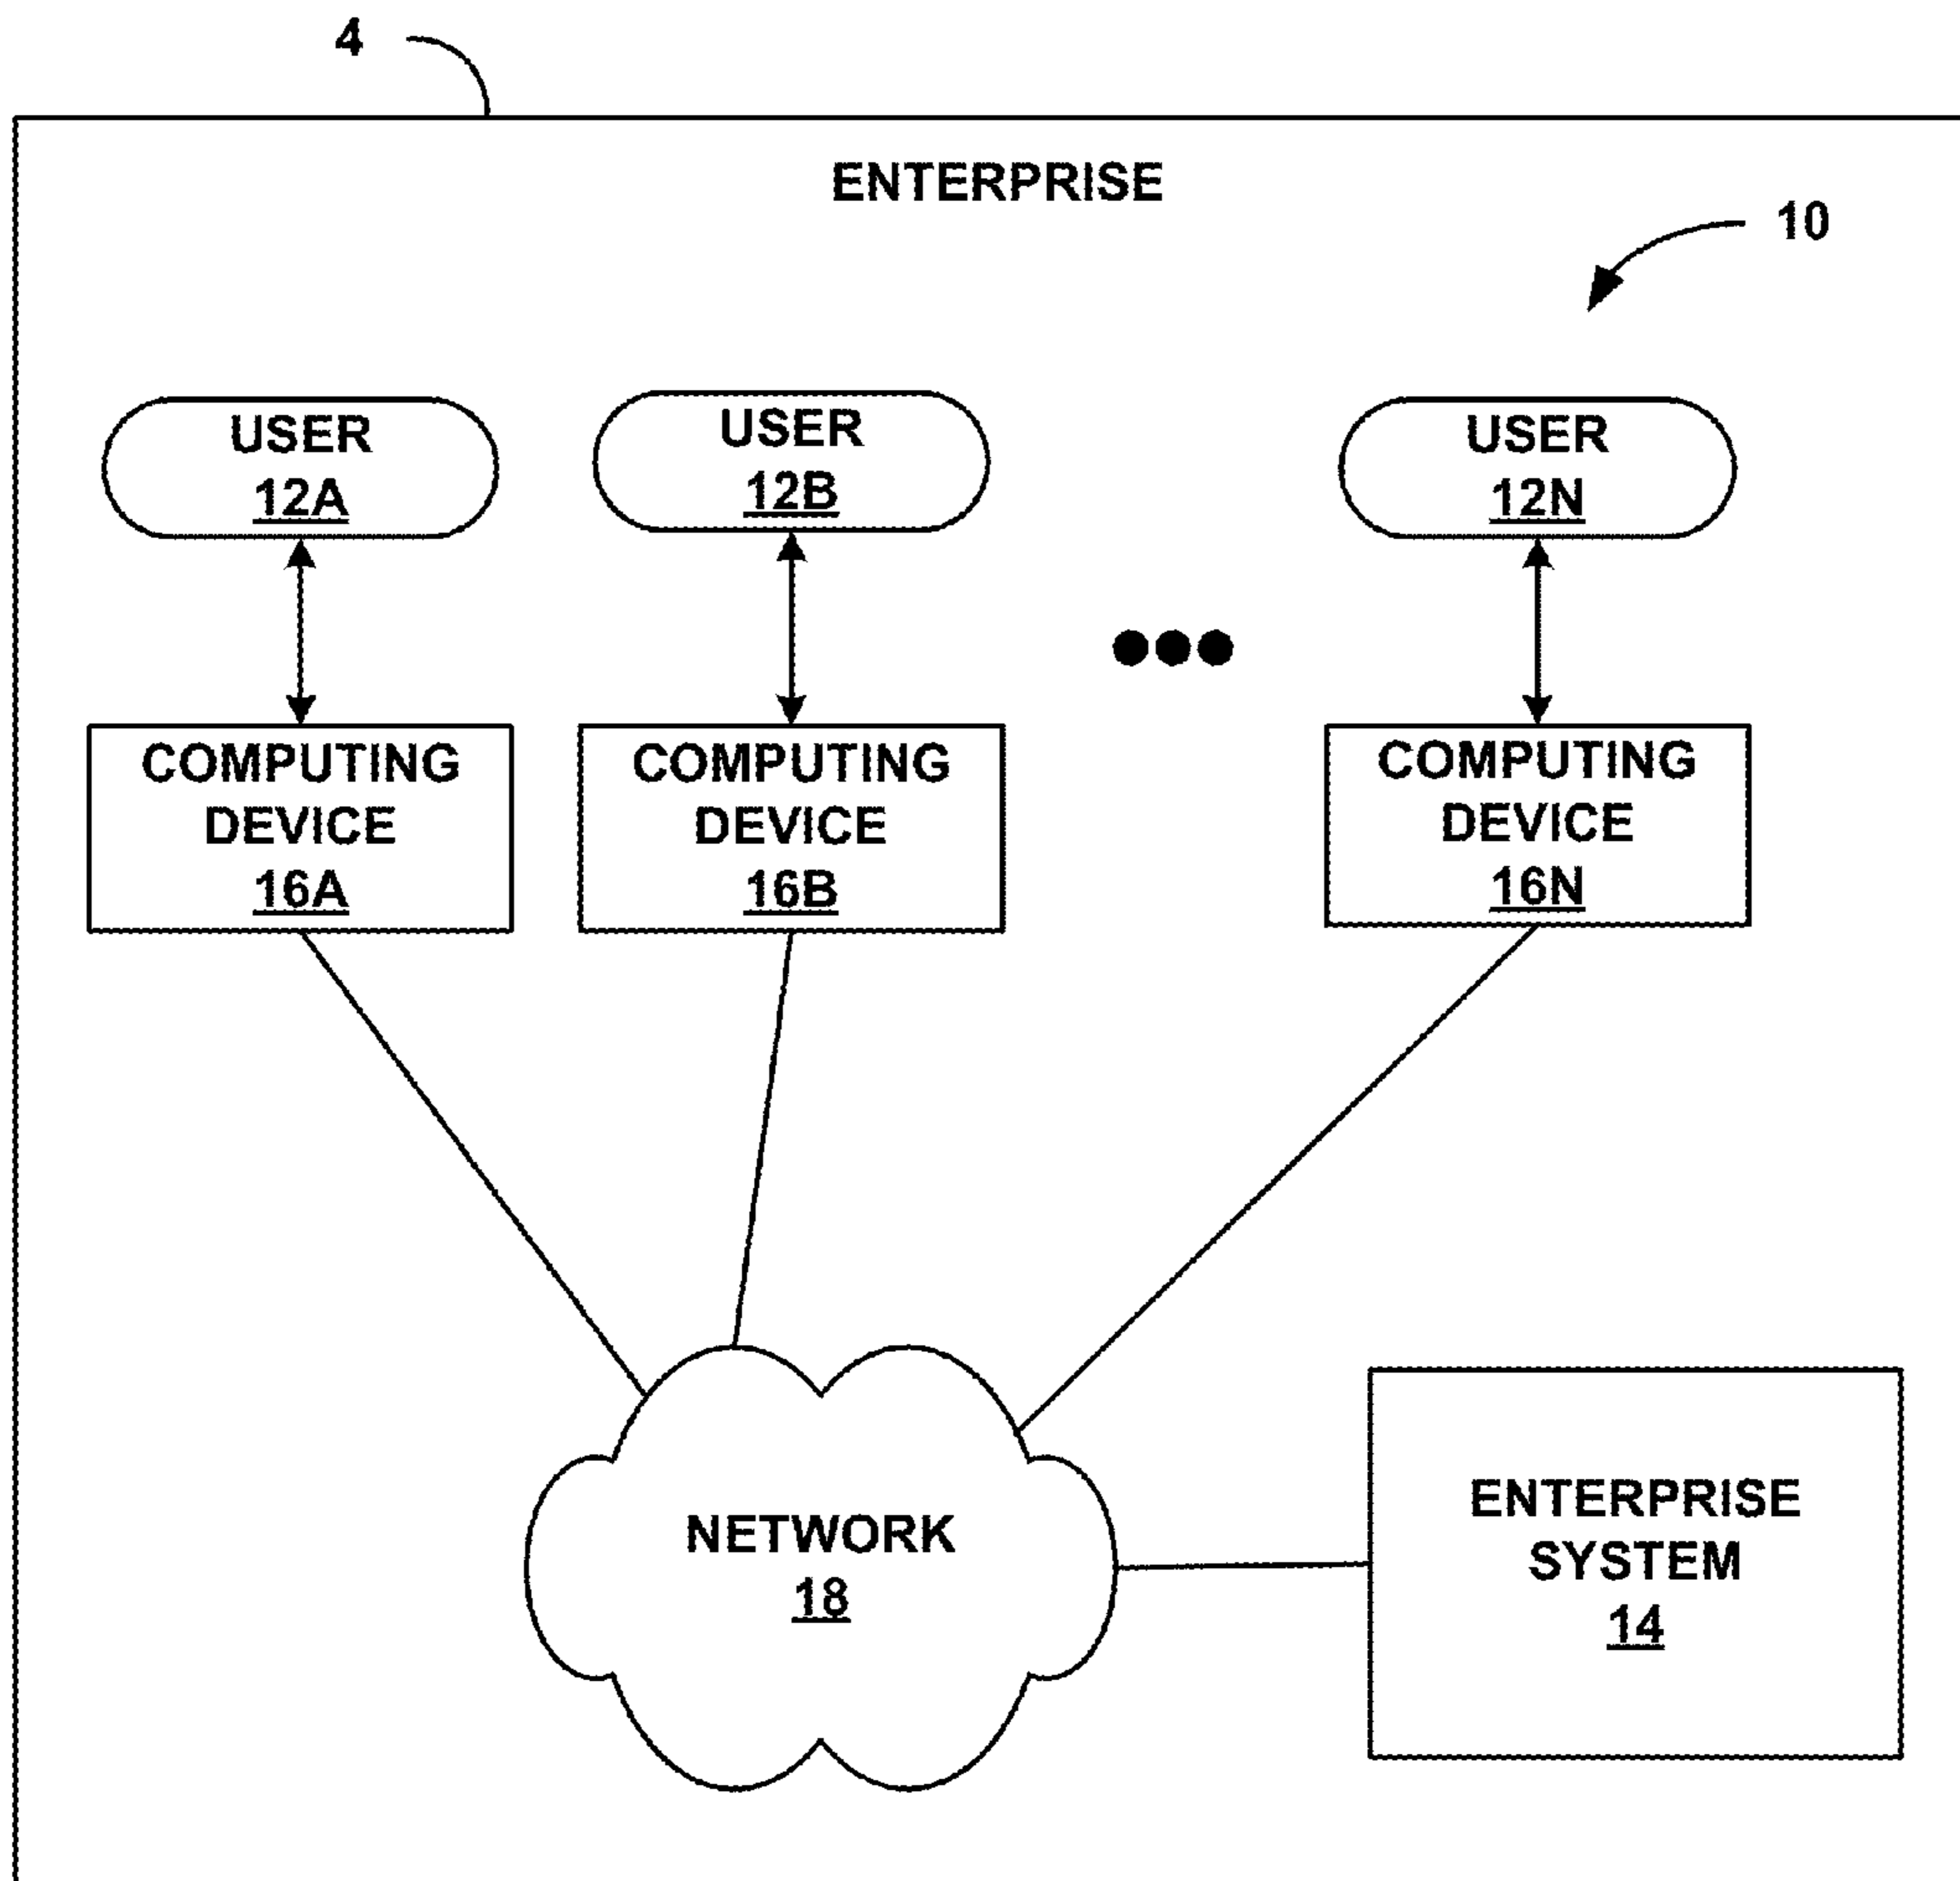 4
ENTERPRISE
10
USER
12A
USER
12B
USER
12N
COMPUTING
DEVICE
16A
COMPUTING
DEVICE
16B
COMPUTING
DEVICE
16N
NETWORK
18
ENTERPRISE
SYSTEM
14